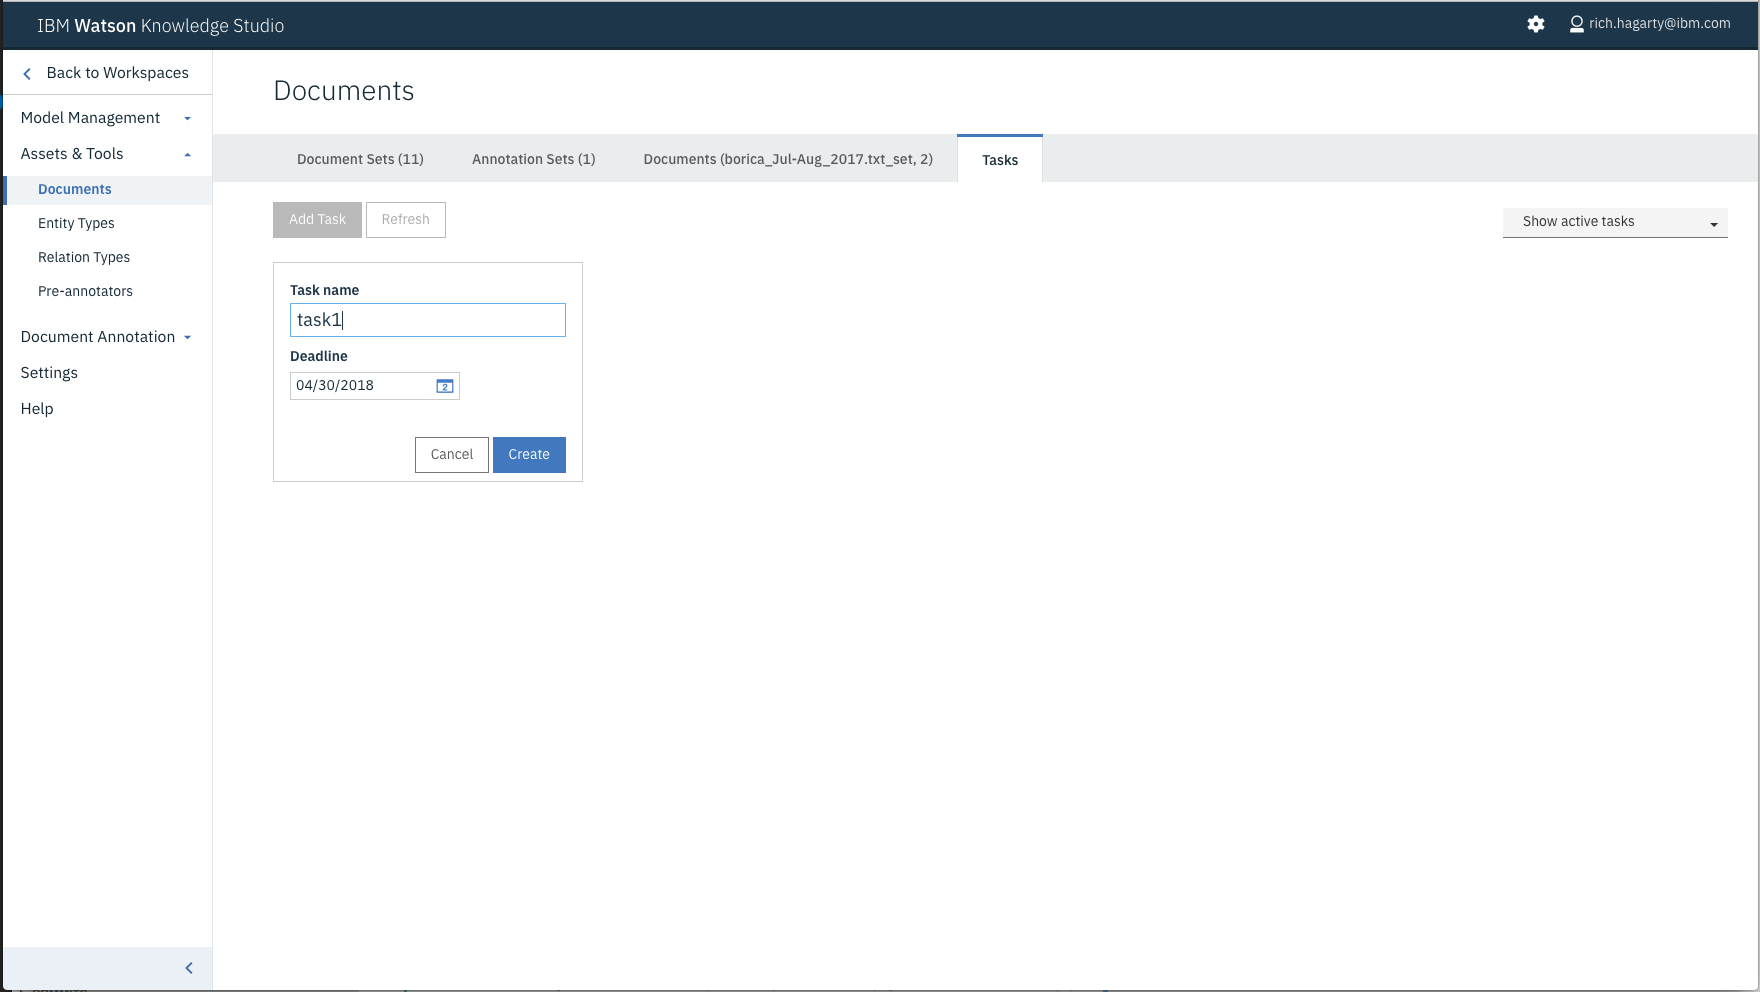 IBM Watson Knowledge Studio
rich.hagarty@ibm.com
Back to Workspaces
Model Management
Assets & Tools
Documents
Entity Types
Relation Types
Pre-annotators
Document Annotation
Settings
Help
Documents
Document Sets (11)
Annotation Sets (1)
Documents (borica_Jul-Aug_2017.txt_set, 2)
Tasks
Add Task
Refresh
Show active tasks
Task name
task1
Deadline
04/30/2018
2
Cancel
Create